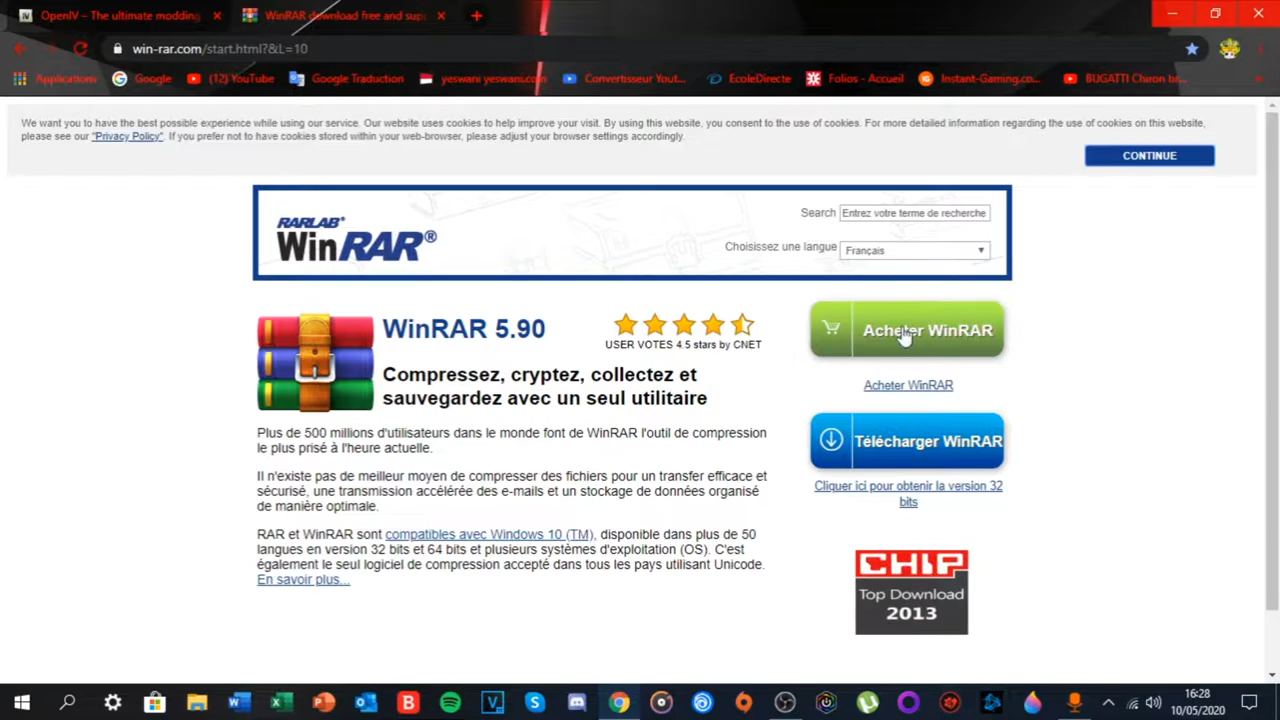 OpenIV – The ultimate modding
WinRAR download free and sup
win-rar.com/start.html?&L=10
Applications
Google
(12) YouTube
Google Traduction
yeswani yeswani.com
Convertisseur Yout...
EcoleDirecte
Folios - Accueil
Instant-Gaming.co...
BUGATTI Chiron br...
We want you to have the best possible experience while using our service. Our website uses cookies to help improve your visit. By using this website, you consent to the use of cookies. For more detailed information regarding the use of cookies on this website,
please see our "Privacy Policy". If you prefer not to have cookies stored within your web-browser, please adjust your browser settings accordingly.
CONTINUE
RARLAB®
WinRAR®
Search
Entrez votre terme de recherche
Choisissez une langue
Français
WinRAR 5.90
USER VOTES 4.5 stars by CNET
Compressez, cryptez, collectez et
sauvegardez avec un seul utilitaire
Plus de 500 millions d'utilisateurs dans le monde font de WinRAR l'outil de compression
le plus prisé à l'heure actuelle.
Il n'existe pas de meilleur moyen de compresser des fichiers pour un transfer efficace et
sécurisé, une transmission accélérée des e-mails et un stockage de données organisé
de manière optimale.
RAR et WinRAR sont compatibles avec Windows 10 (TM), disponible dans plus de 50
langues en version 32 bits et 64 bits et plusieurs systèmes d'exploitation (OS). C'est
également le seul logiciel de compression accepté dans tous les pays utilisant Unicode.
En savoir plus...
Acheter WinRAR
Acheter WinRAR
Télécharger WinRAR
Cliquer ici pour obtenir la version 32
bits
CHIP
Top Download
2013
16:28
10/05/2020